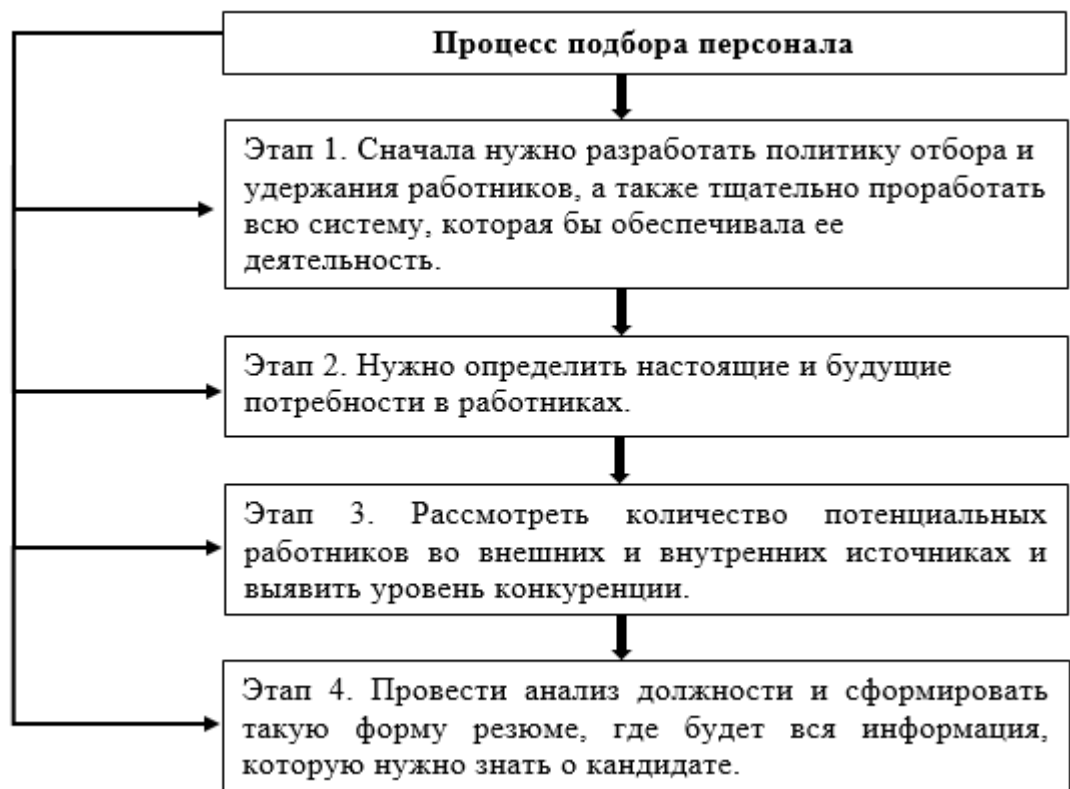 Процесс подбора персонала
Этап 1. Сначала нужно разработать политику отбора и
удержания работников, а также тщательно проработать
всю систему, которая бы обеспечивала ее
деятельность.
Этап 2. Нужно определить настоящие и будущие
потребности в работниках.
Этап 3. Рассмотреть количество потенциальных
работников во внешних и внутренних источниках и
выявить уровень конкуренции.
Этап 4. Провести анализ должности и сформировать
такую форму резюме, где будет вся информация,
которую нужно знать о кандидате.